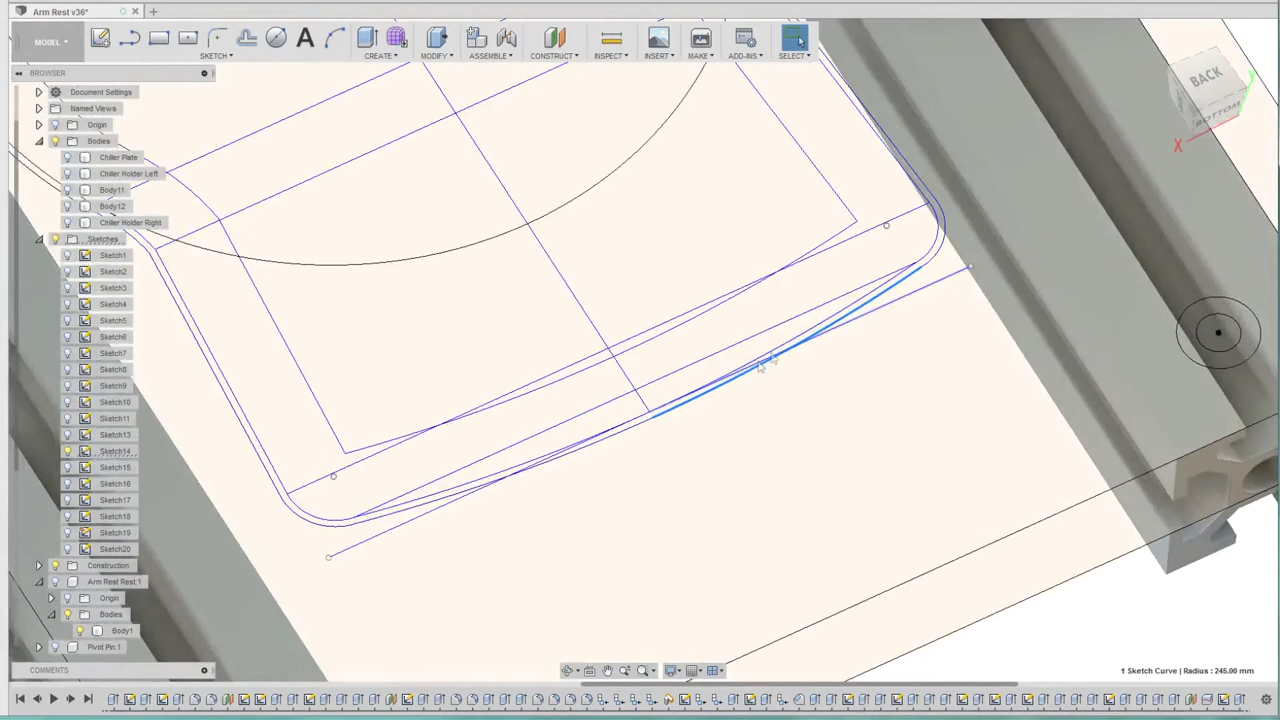 Arm Rest v36*
MODEL
SKETCH
CREATE
MODIFY
ASSEMBLE
CONSTRUCT
INSPECT
INSERT
MAKE
ADD-INS
SELECT
BROWSER
Document Settings
Named Views
Origin
Bodies
Chiller Plate
Chiller Holder Left
Body11
Body12
Chiller Holder Right
Sketches
Sketch1
Sketch2
Sketch3
Sketch4
Sketch5
Sketch6
Sketch7
Sketch8
Sketch9
Sketch10
Sketch11
Sketch13
Sketch14
Sketch15
Sketch16
Sketch17
Sketch18
Sketch19
Sketch20
Construction
Arm Rest Rest:1
Origin
Bodies
Body1
Pivot Pin:1
COMMENTS
BACK
BOTTOM
X
Y
1 Sketch Curve | Radius : 245.00 mm